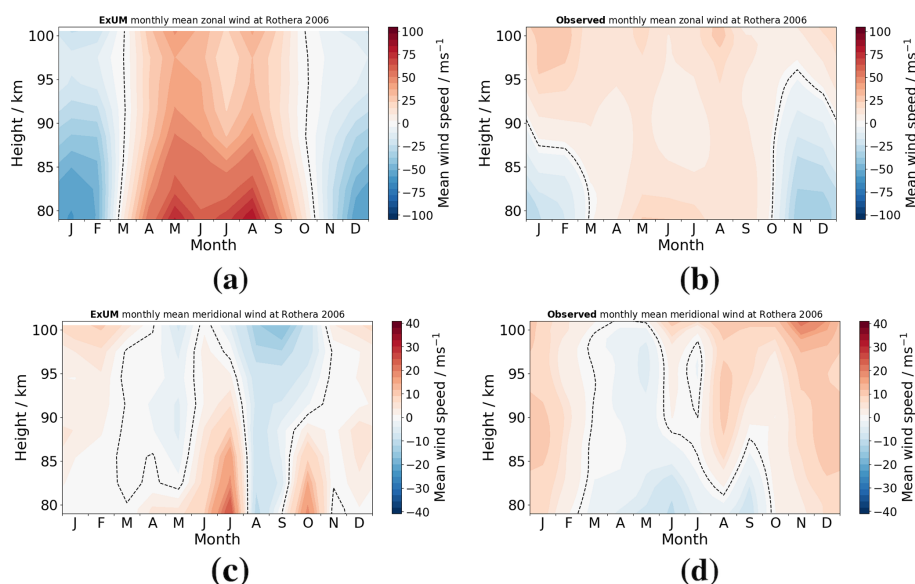 ExUM monthly mean zonal wind at Rothera 2006
100
95
90
85
80
Height / km
J F M A M J J A S O N D
Month
100
75
50
25
0
−25
−50
−75
−100
Mean wind speed / ms⁻¹
(a)
Observed monthly mean zonal wind at Rothera 2006
100
95
90
85
80
Height / km
J F M A M J J A S O N D
Month
100
75
50
25
0
−25
−50
−75
−100
Mean wind speed / ms⁻¹
(b)
ExUM monthly mean meridional wind at Rothera 2006
100
95
90
85
80
Height / km
J F M A M J J A S O N D
Month
40
30
20
10
0
−10
−20
−30
−40
Mean wind speed / ms⁻¹
(c)
Observed monthly mean meridional wind at Rothera 2006
100
95
90
85
80
Height / km
J F M A M J J A S O N D
Month
40
30
20
10
0
−10
−20
−30
−40
Mean wind speed / ms⁻¹
(d)